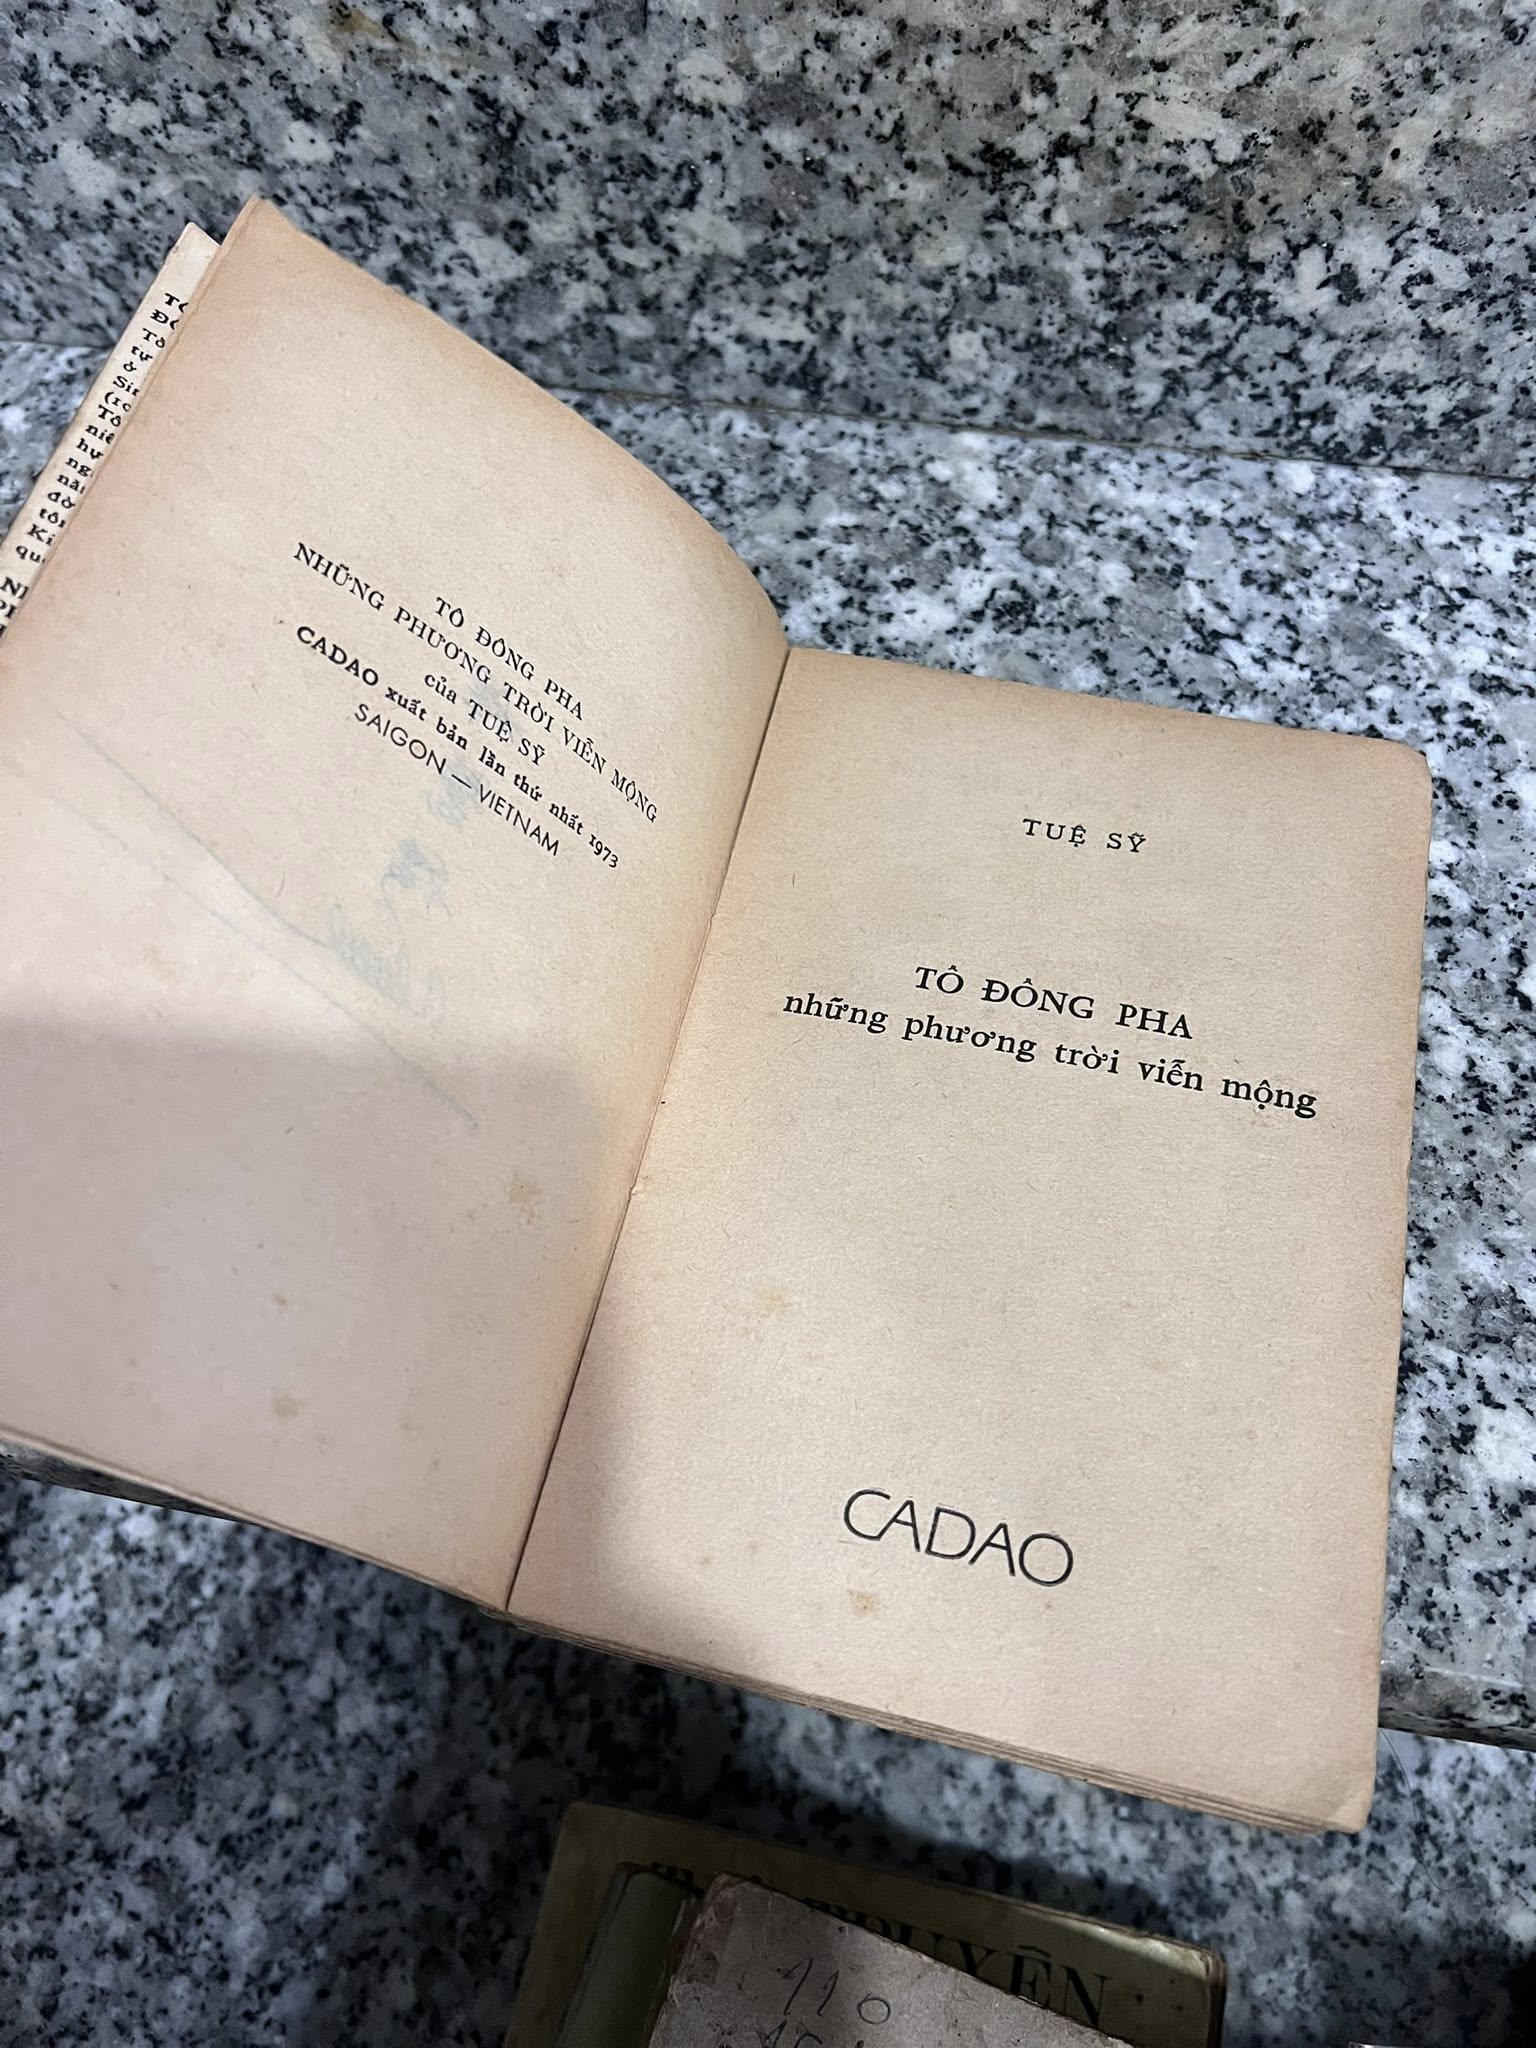 TÔ ĐÔNG PHA
NHỮNG PHƯƠNG TRỜI VIỄN MỘNG
của TUỆ SỸ
CADAO xuất bản lần thứ nhất 1973
SAIGON — VIETNAM
TUỆ SỸ
TÔ ĐÔNG PHA
những phương trời viễn mộng
CADAO
110